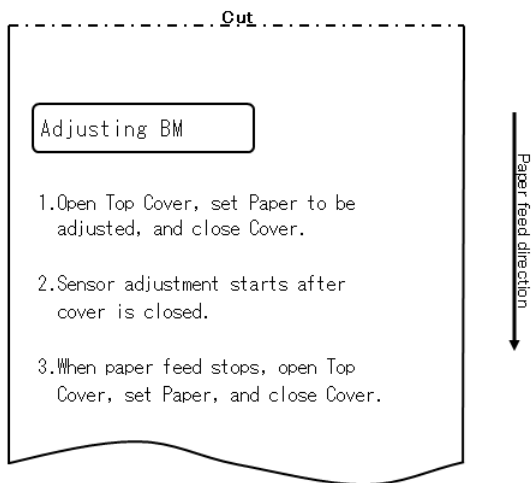 Cut
Adjusting BM
1.Open Top Cover, set Paper to be
adjusted, and close Cover.
2.Sensor adjustment starts after
cover is closed.
3.When paper feed stops, open Top
Cover, set Paper, and close Cover.
Paper feed direction